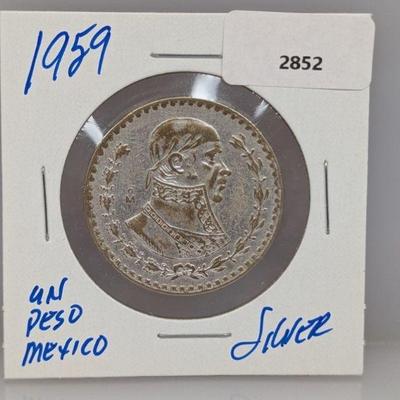 1959
2852
M
UN
PESO
MEXICO
SILVER